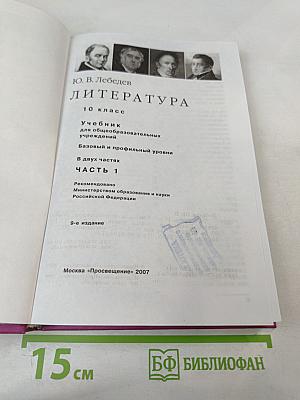 Ю. В. Лебедев
ЛИТЕРАТУРА
10 класс
Учебник
для общеобразовательных
учреждений
Базовый и профильный уровни
В двух частях
ЧАСТЬ 1
Рекомендовано
Министерством образования и науки
Российской Федерации
9-е издание
Москва «Просвещение» 2007
15 см
БФ БИБЛИОФАН